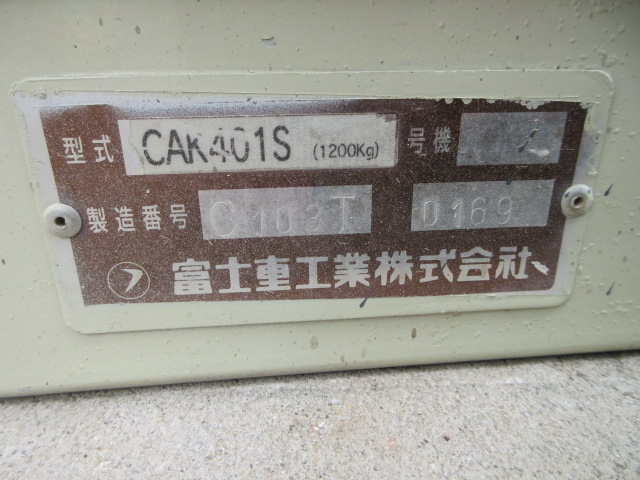 型式 CAK401S (1200Kg) 号機
製造番号 C103T 0169
富士重工業株式会社